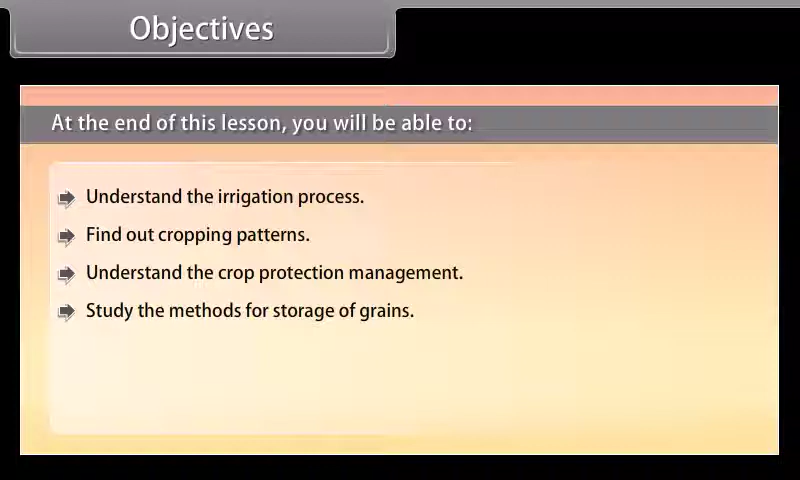 Objectives
At the end of this lesson, you will be able to:
Understand the irrigation process.
Find out cropping patterns.
Understand the crop protection management.
Study the methods for storage of grains.